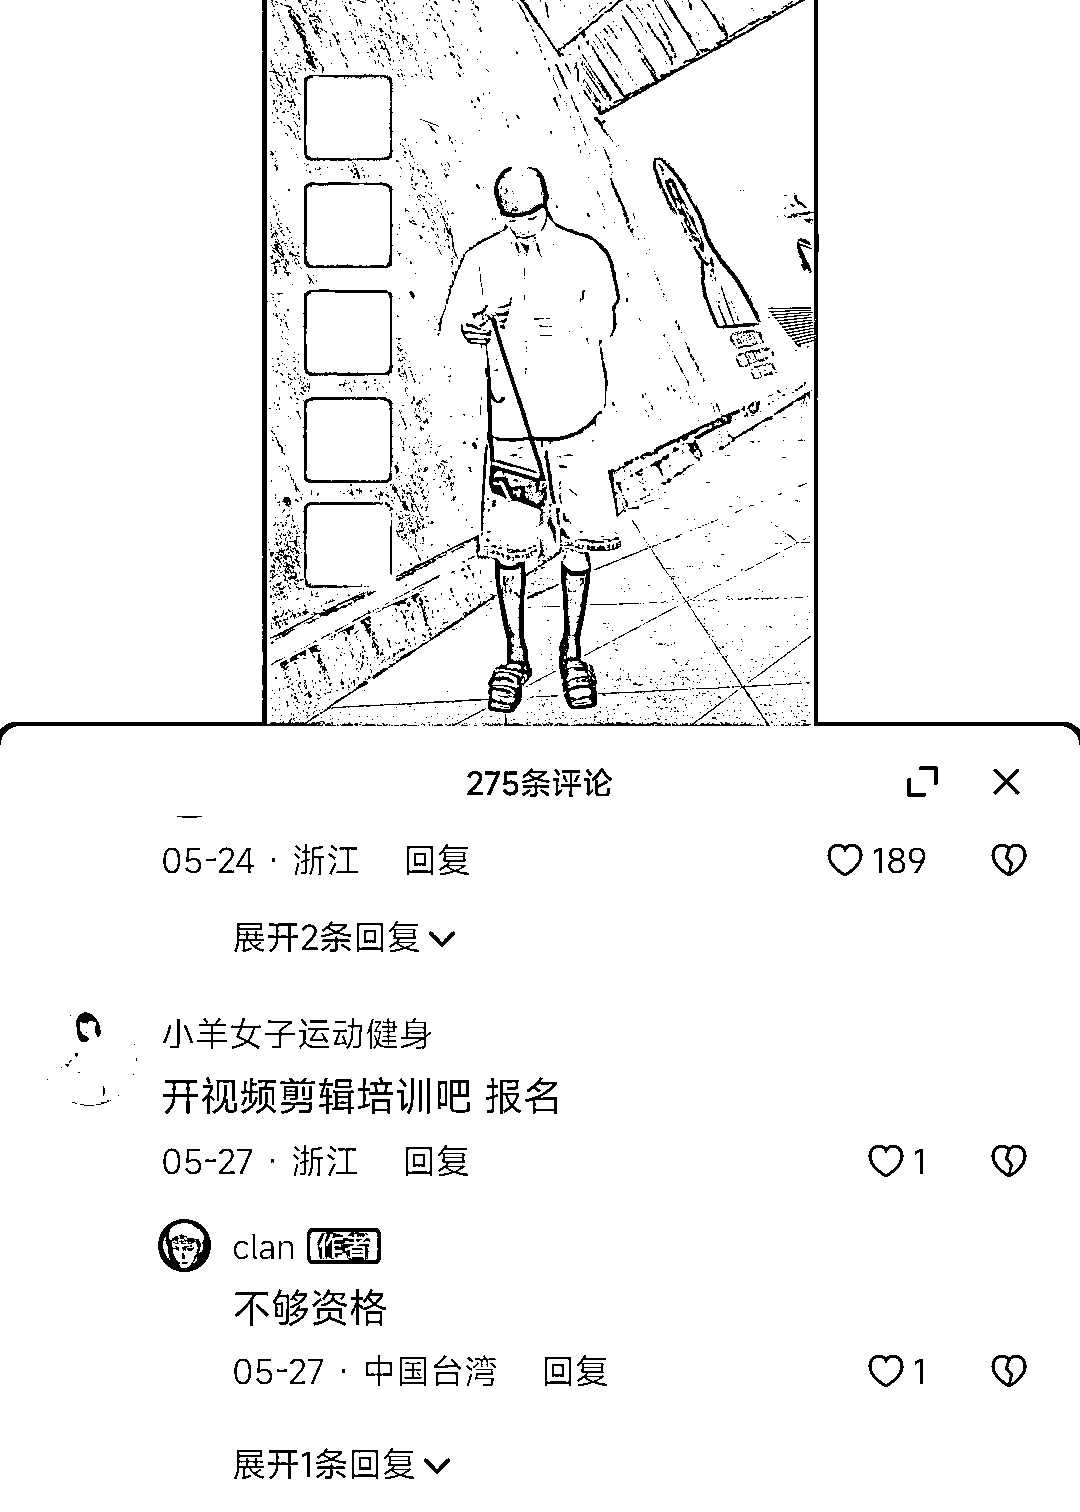 275条评论
05-24 · 浙江 回复
189
展开2条回复
小羊女子运动健身
开视频剪辑培训吧 报名
05-27 · 浙江 回复
1
clan 作者
不够资格
05-27 · 中国台湾 回复
1
展开1条回复